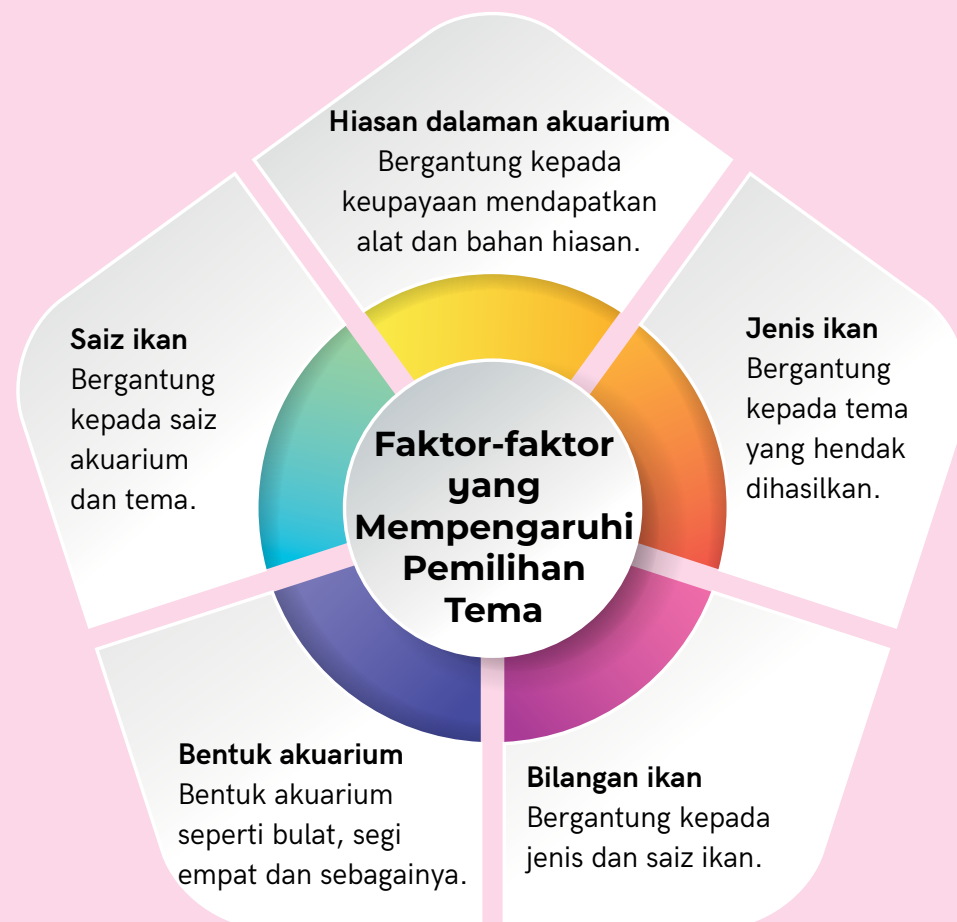 Hiasan dalaman akuarium
Bergantung kepada
keupayaan mendapatkan
alat dan bahan hiasan.
Saiz ikan
Bergantung
kepada saiz
akuarium
dan tema.
Jenis ikan
Bergantung
kepada tema
yang hendak
dihasilkan.
Faktor-faktor
yang
Mempengaruhi
Pemilihan
Tema
Bentuk akuarium
Bentuk akuarium
seperti bulat, segi
empat dan sebagainya.
Bilangan ikan
Bergantung kepada
jenis dan saiz ikan.